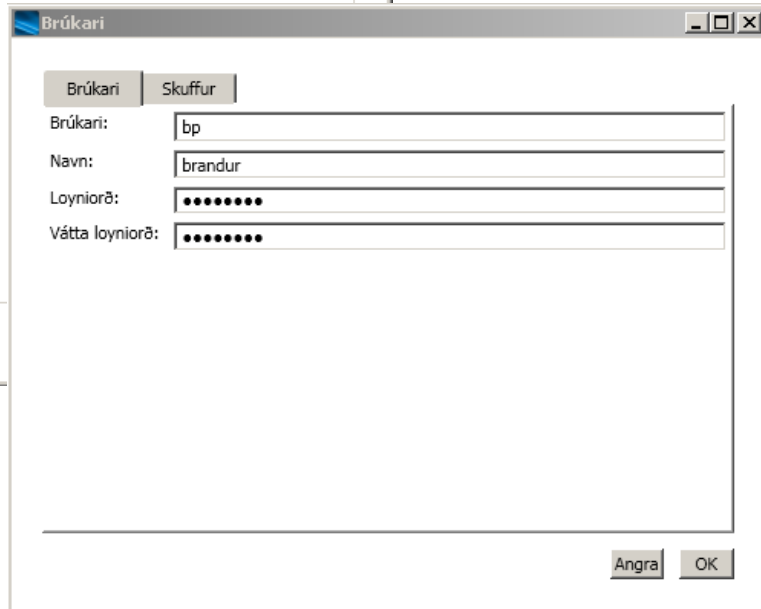 Brúkari
Brúkari Skuffur
Brúkari: bp
Navn: brandur
Loyniorð: ●●●●●●●●
Vátta loyniorð: ●●●●●●●●
Angra OK